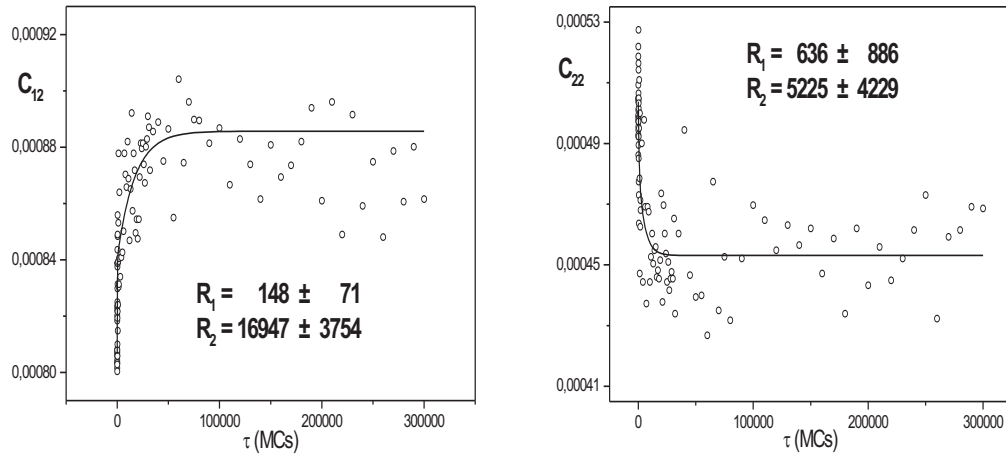 0,00092
C12
0,00088
0,00084
0,00080
R1 = 148 ± 71
R2 = 16947 ± 3754
0 100000 200000 300000
τ (MCs)
0,00053
C22
0,00049
0,00045
0,00041
R1 = 636 ± 886
R2 = 5225 ± 4229
0 100000 200000 300000
τ (MCs)